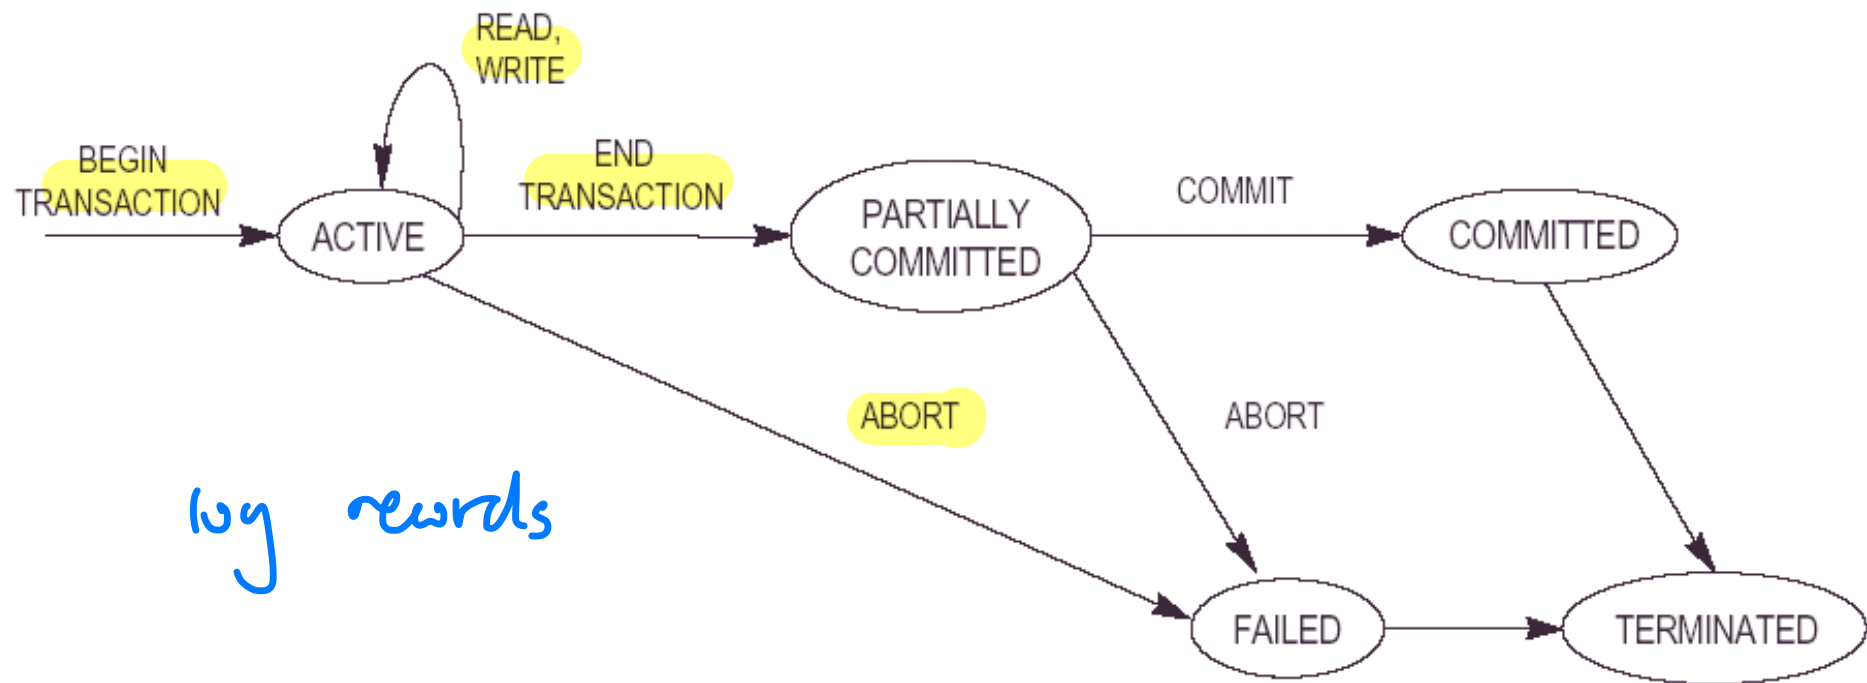 READ,
WRITE
BEGIN
TRANSACTION
END
TRANSACTION
COMMIT
ACTIVE
PARTIALLY
COMMITTED
COMMITTED
ABORT
ABORT
log records
FAILED
TERMINATED